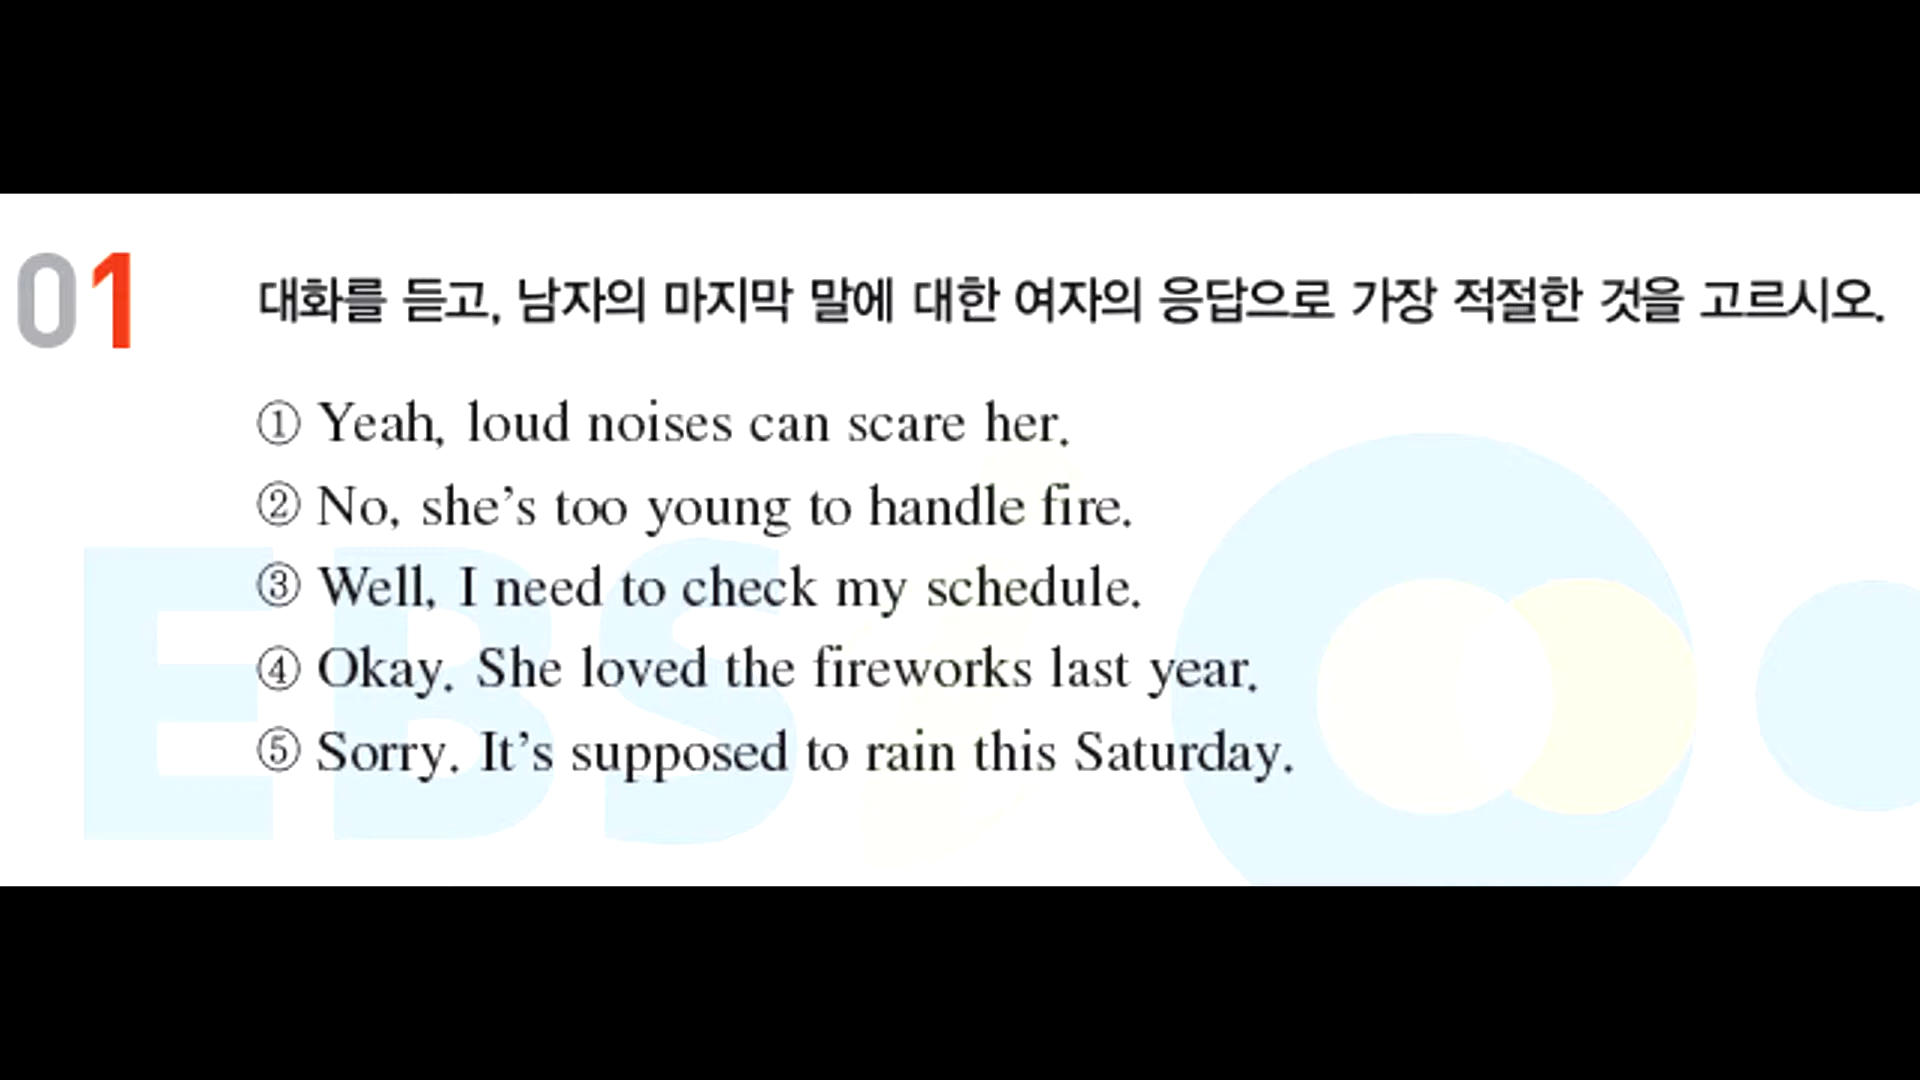 01 대화를 듣고, 남자의 마지막 말에 대한 여자의 응답으로 가장 적절한 것을 고르시오.
① Yeah, loud noises can scare her.
② No, she’s too young to handle fire.
③ Well, I need to check my schedule.
④ Okay. She loved the fireworks last year.
⑤ Sorry. It’s supposed to rain this Saturday.
EBS